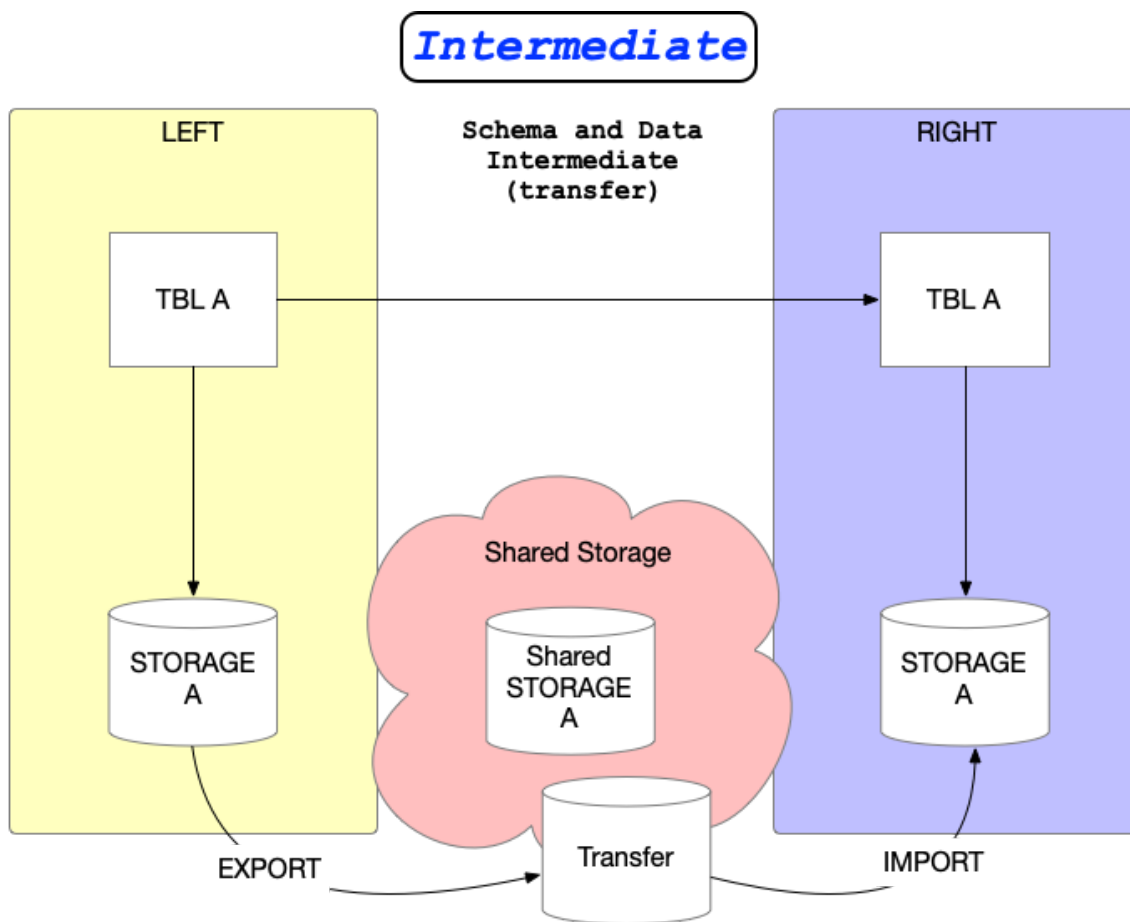 Intermediate
LEFT
Schema and Data
Intermediate
(transfer)
RIGHT
TBL A
TBL A
Shared Storage
STORAGE
A
Shared
STORAGE
A
STORAGE
A
Transfer
EXPORT
IMPORT